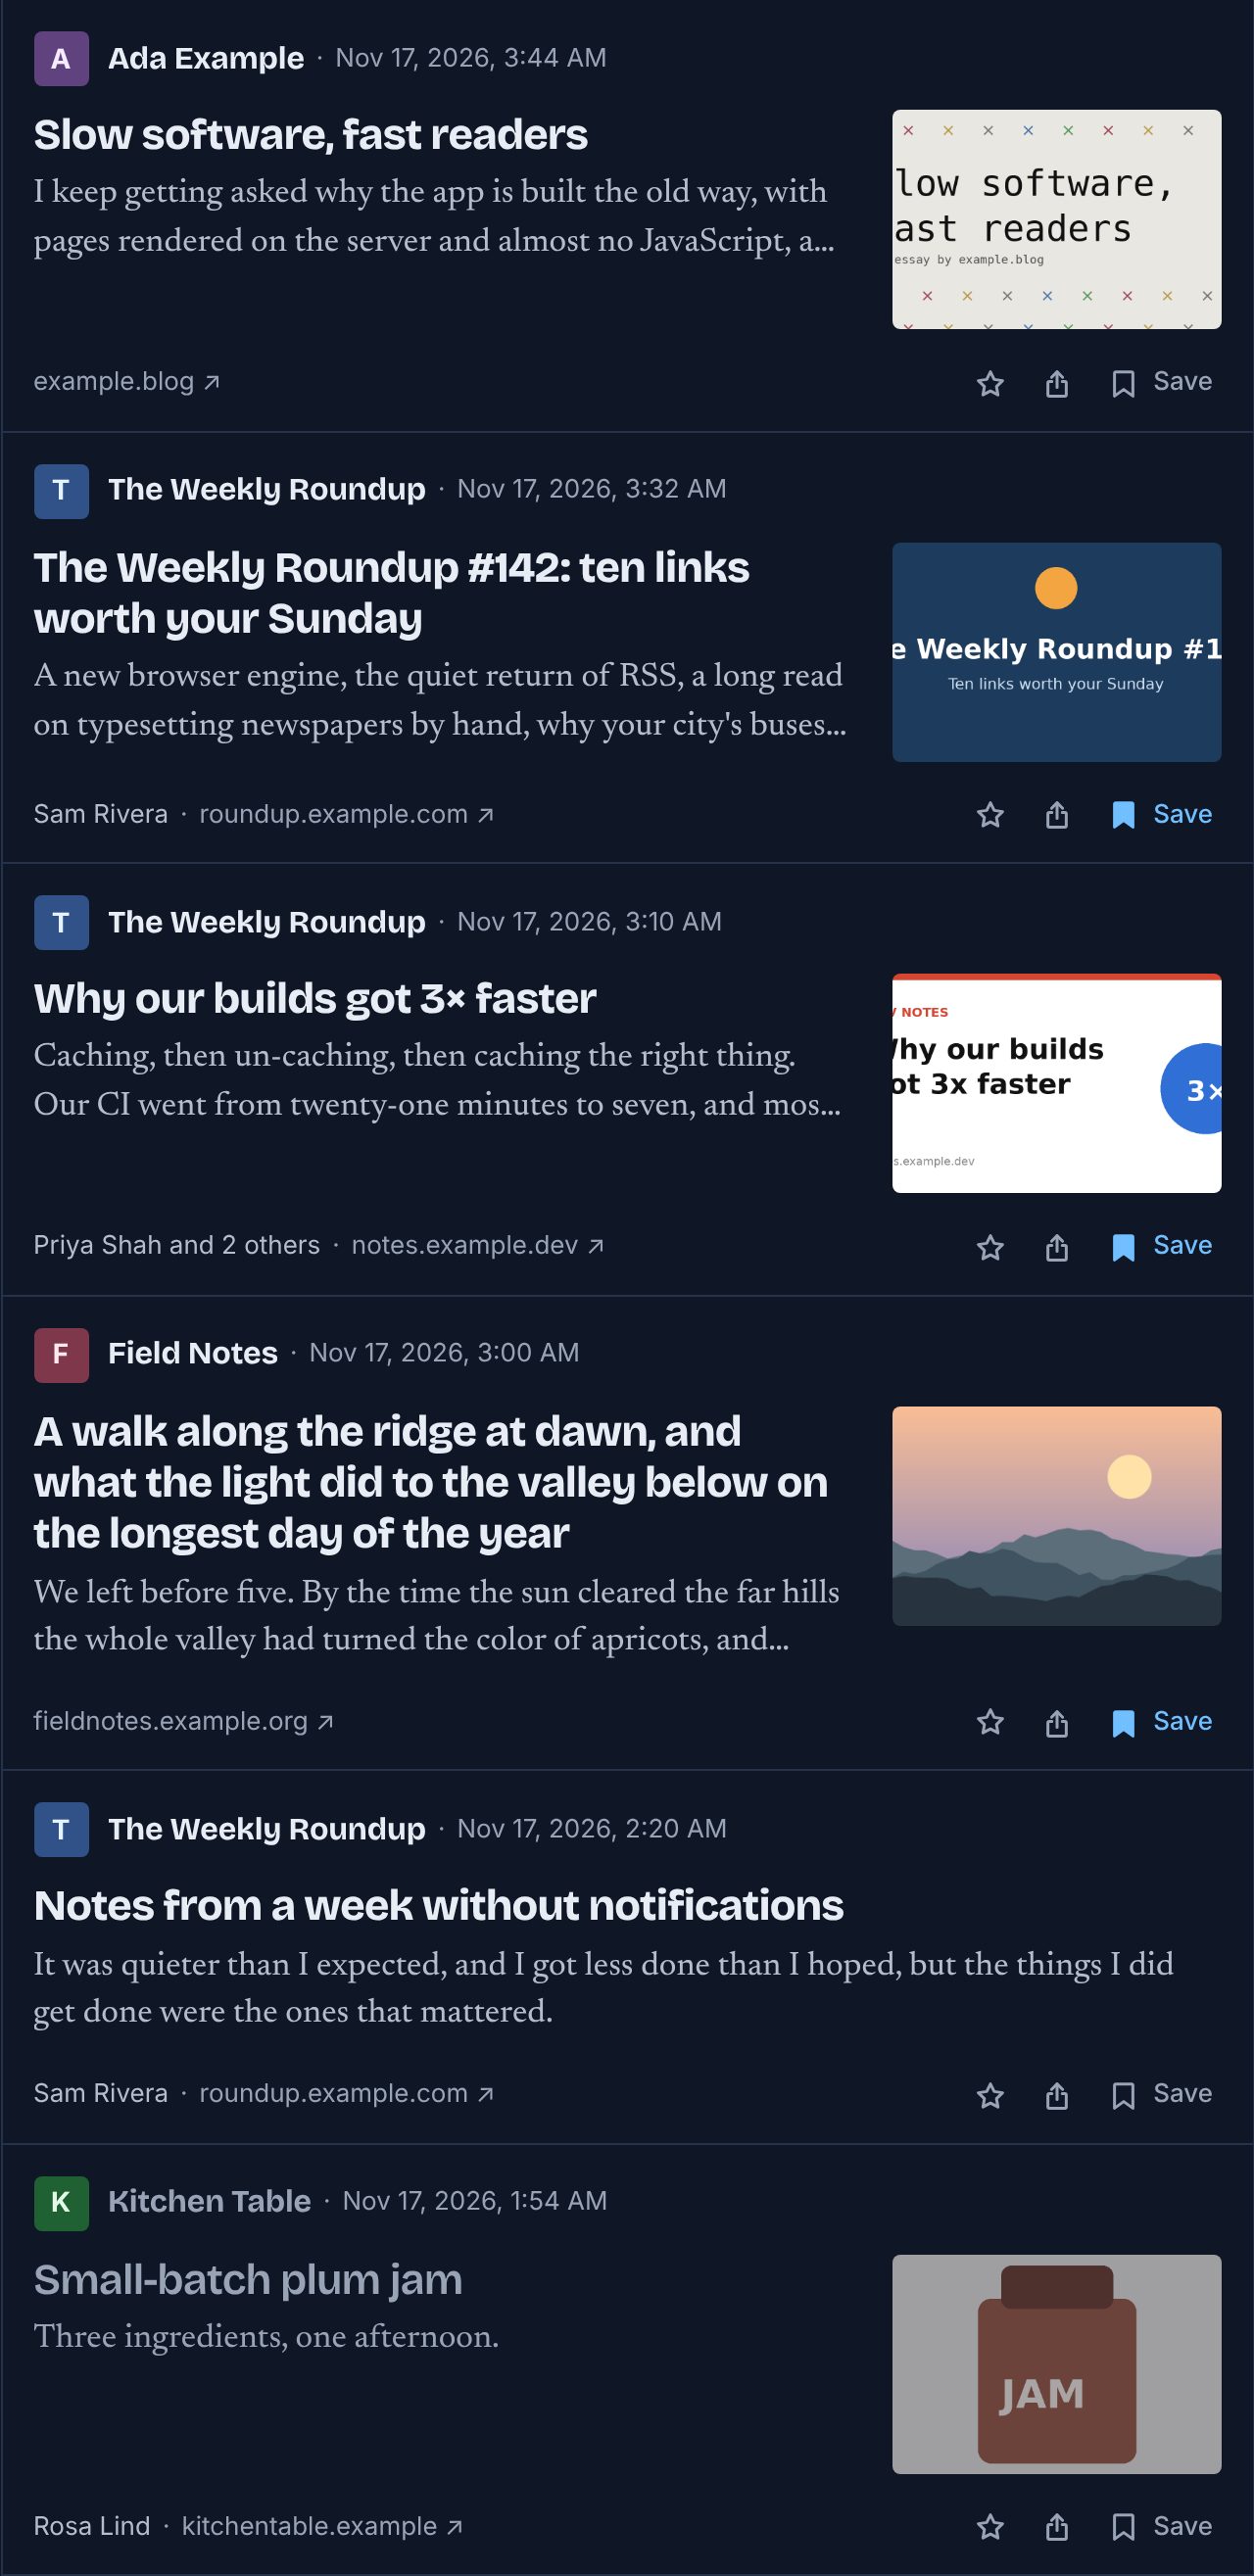 A Ada Example · Nov 17, 2026, 3:44 AM
Slow software, fast readers
I keep getting asked why the app is built the old way, with
pages rendered on the server and almost no JavaScript, a...
low software,
ast readers
essay by example.blog
example.blog ↗
Save
T The Weekly Roundup · Nov 17, 2026, 3:32 AM
The Weekly Roundup #142: ten links
worth your Sunday
A new browser engine, the quiet return of RSS, a long read
on typesetting newspapers by hand, why your city's buses...
e Weekly Roundup #1
Ten links worth your Sunday
Sam Rivera · roundup.example.com ↗
Save
T The Weekly Roundup · Nov 17, 2026, 3:10 AM
Why our builds got 3× faster
Caching, then un-caching, then caching the right thing.
Our CI went from twenty-one minutes to seven, and mos...
NOTES
hy our builds
ot 3x faster
3×
s.example.dev
Priya Shah and 2 others · notes.example.dev ↗
Save
F Field Notes · Nov 17, 2026, 3:00 AM
A walk along the ridge at dawn, and
what the light did to the valley below on
the longest day of the year
We left before five. By the time the sun cleared the far hills
the whole valley had turned the color of apricots, and...
fieldnotes.example.org ↗
Save
T The Weekly Roundup · Nov 17, 2026, 2:20 AM
Notes from a week without notifications
It was quieter than I expected, and I got less done than I hoped, but the things I did
get done were the ones that mattered.
Sam Rivera · roundup.example.com ↗
Save
K Kitchen Table · Nov 17, 2026, 1:54 AM
Small-batch plum jam
Three ingredients, one afternoon.
JAM
Rosa Lind · kitchentable.example ↗
Save